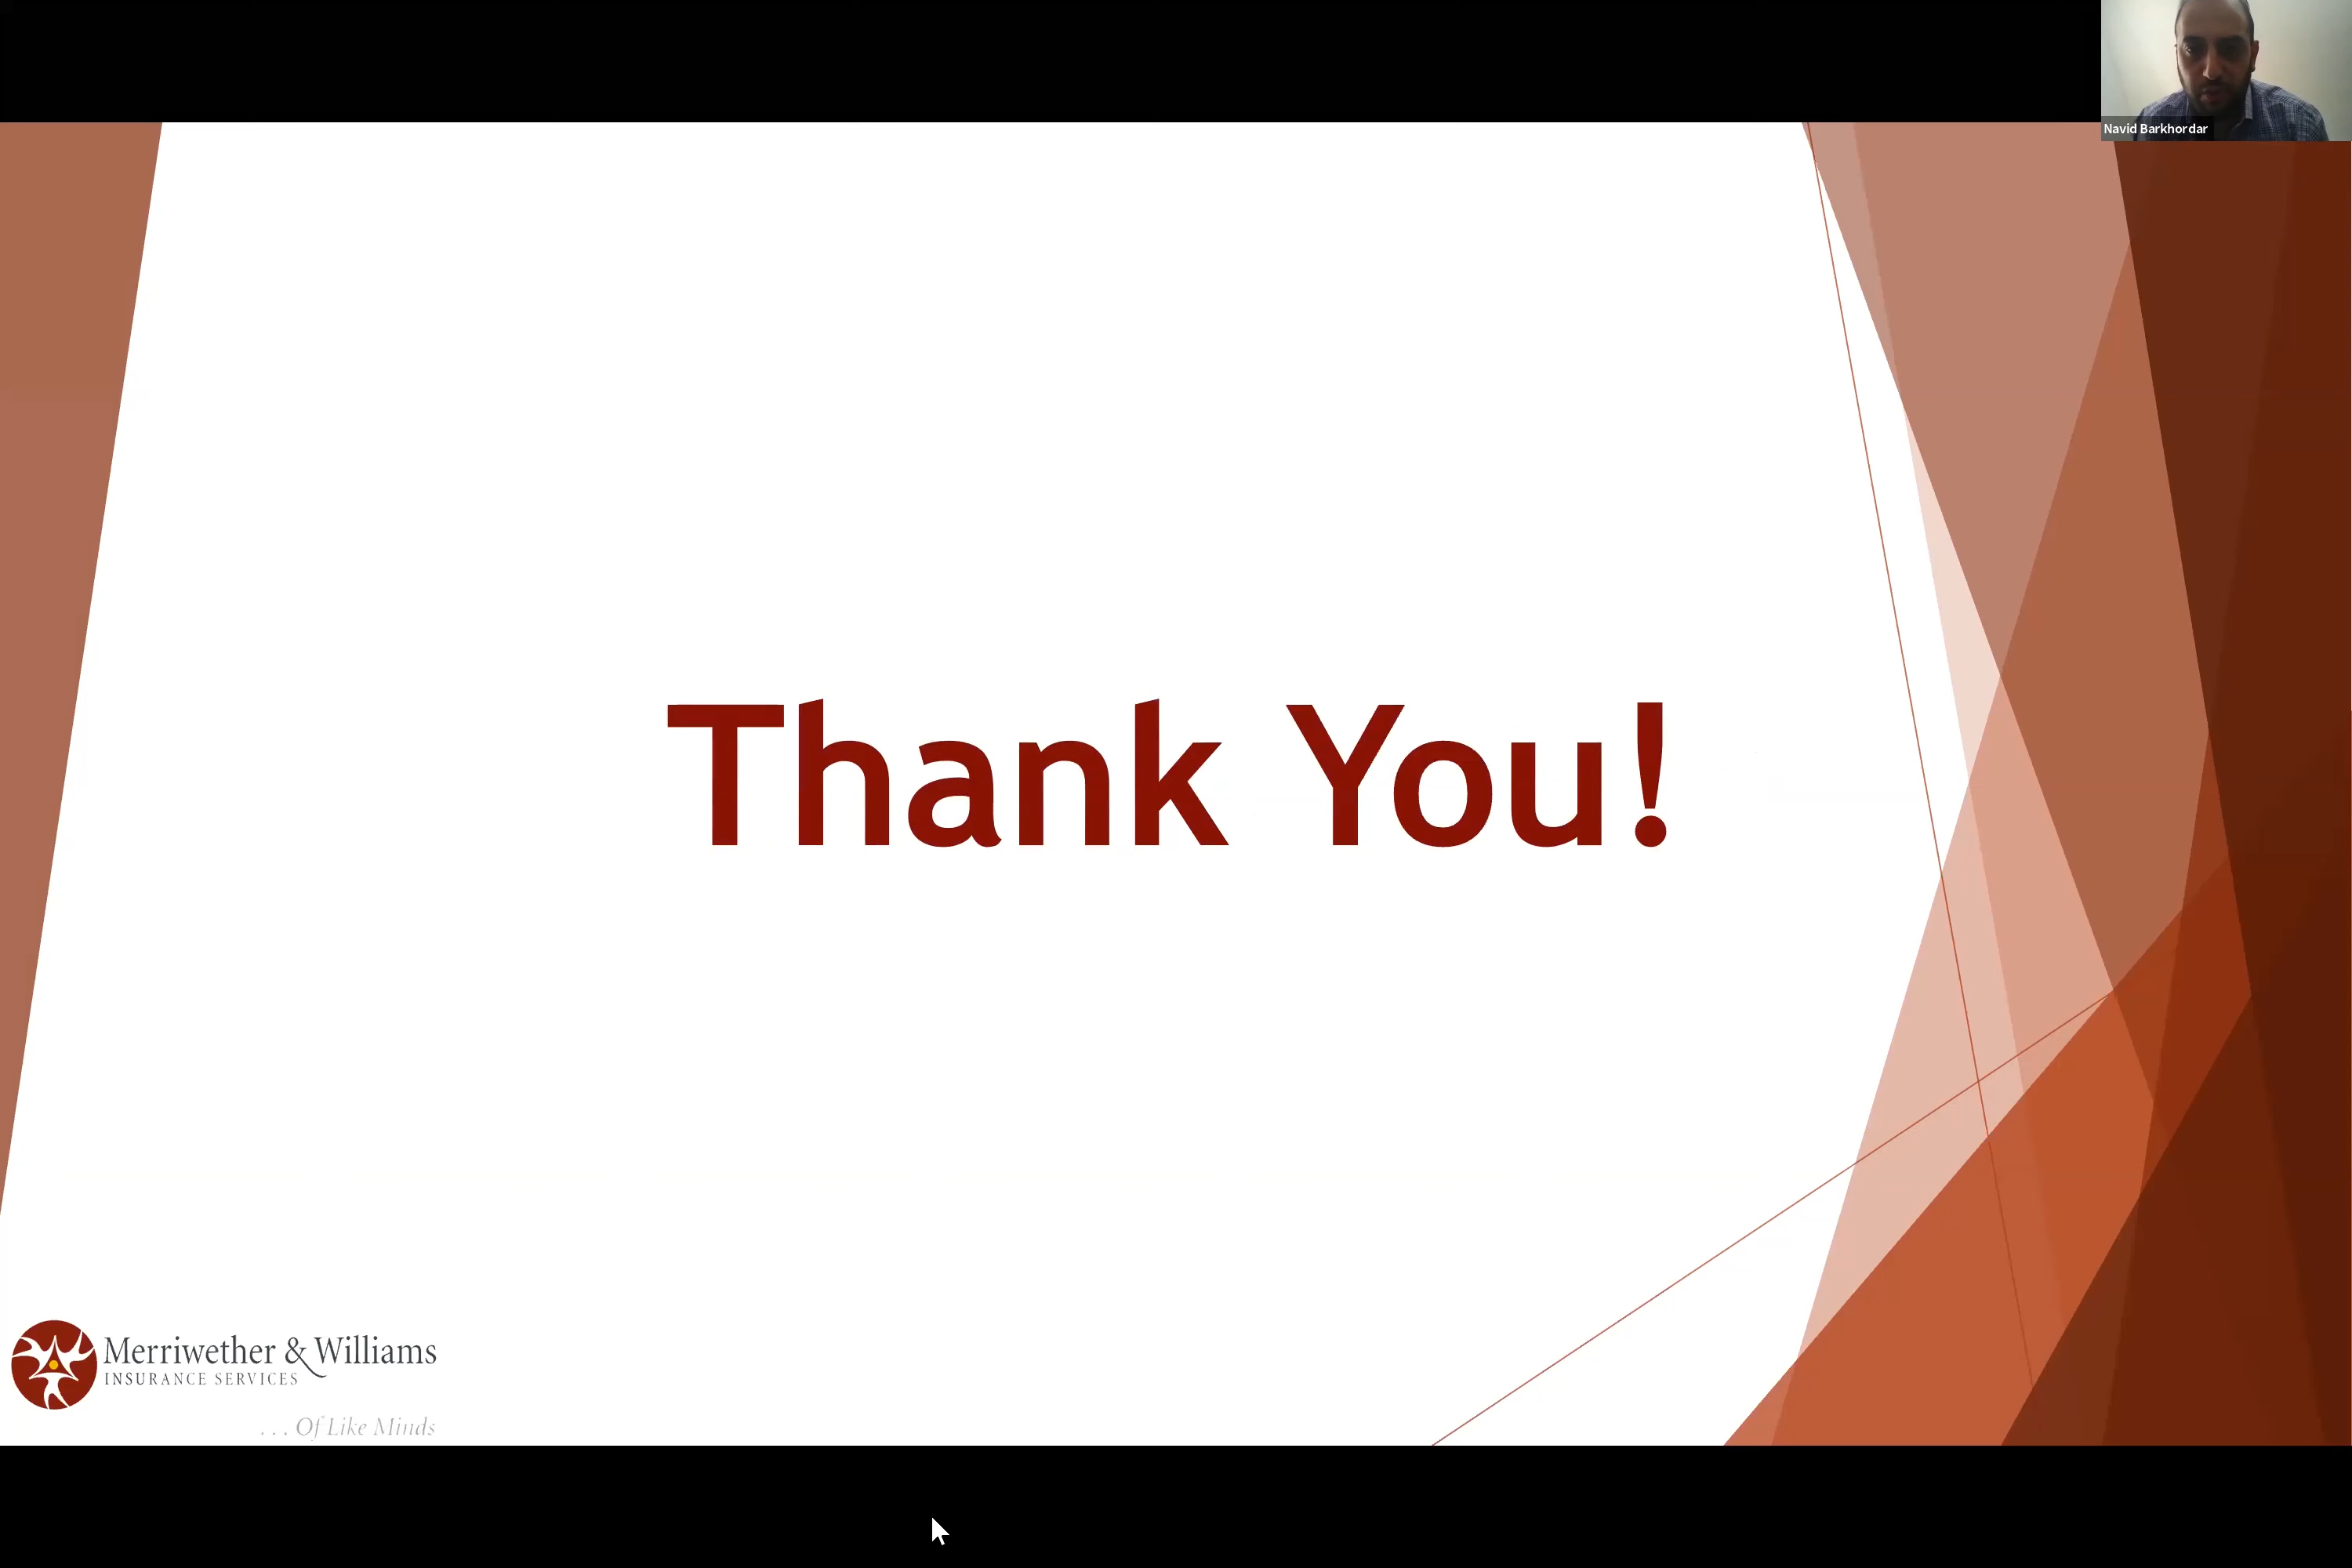 Navid Barkhordar
Thank You!
Merriwether & Williams
INSURANCE SERVICES
. . . Of Like Minds